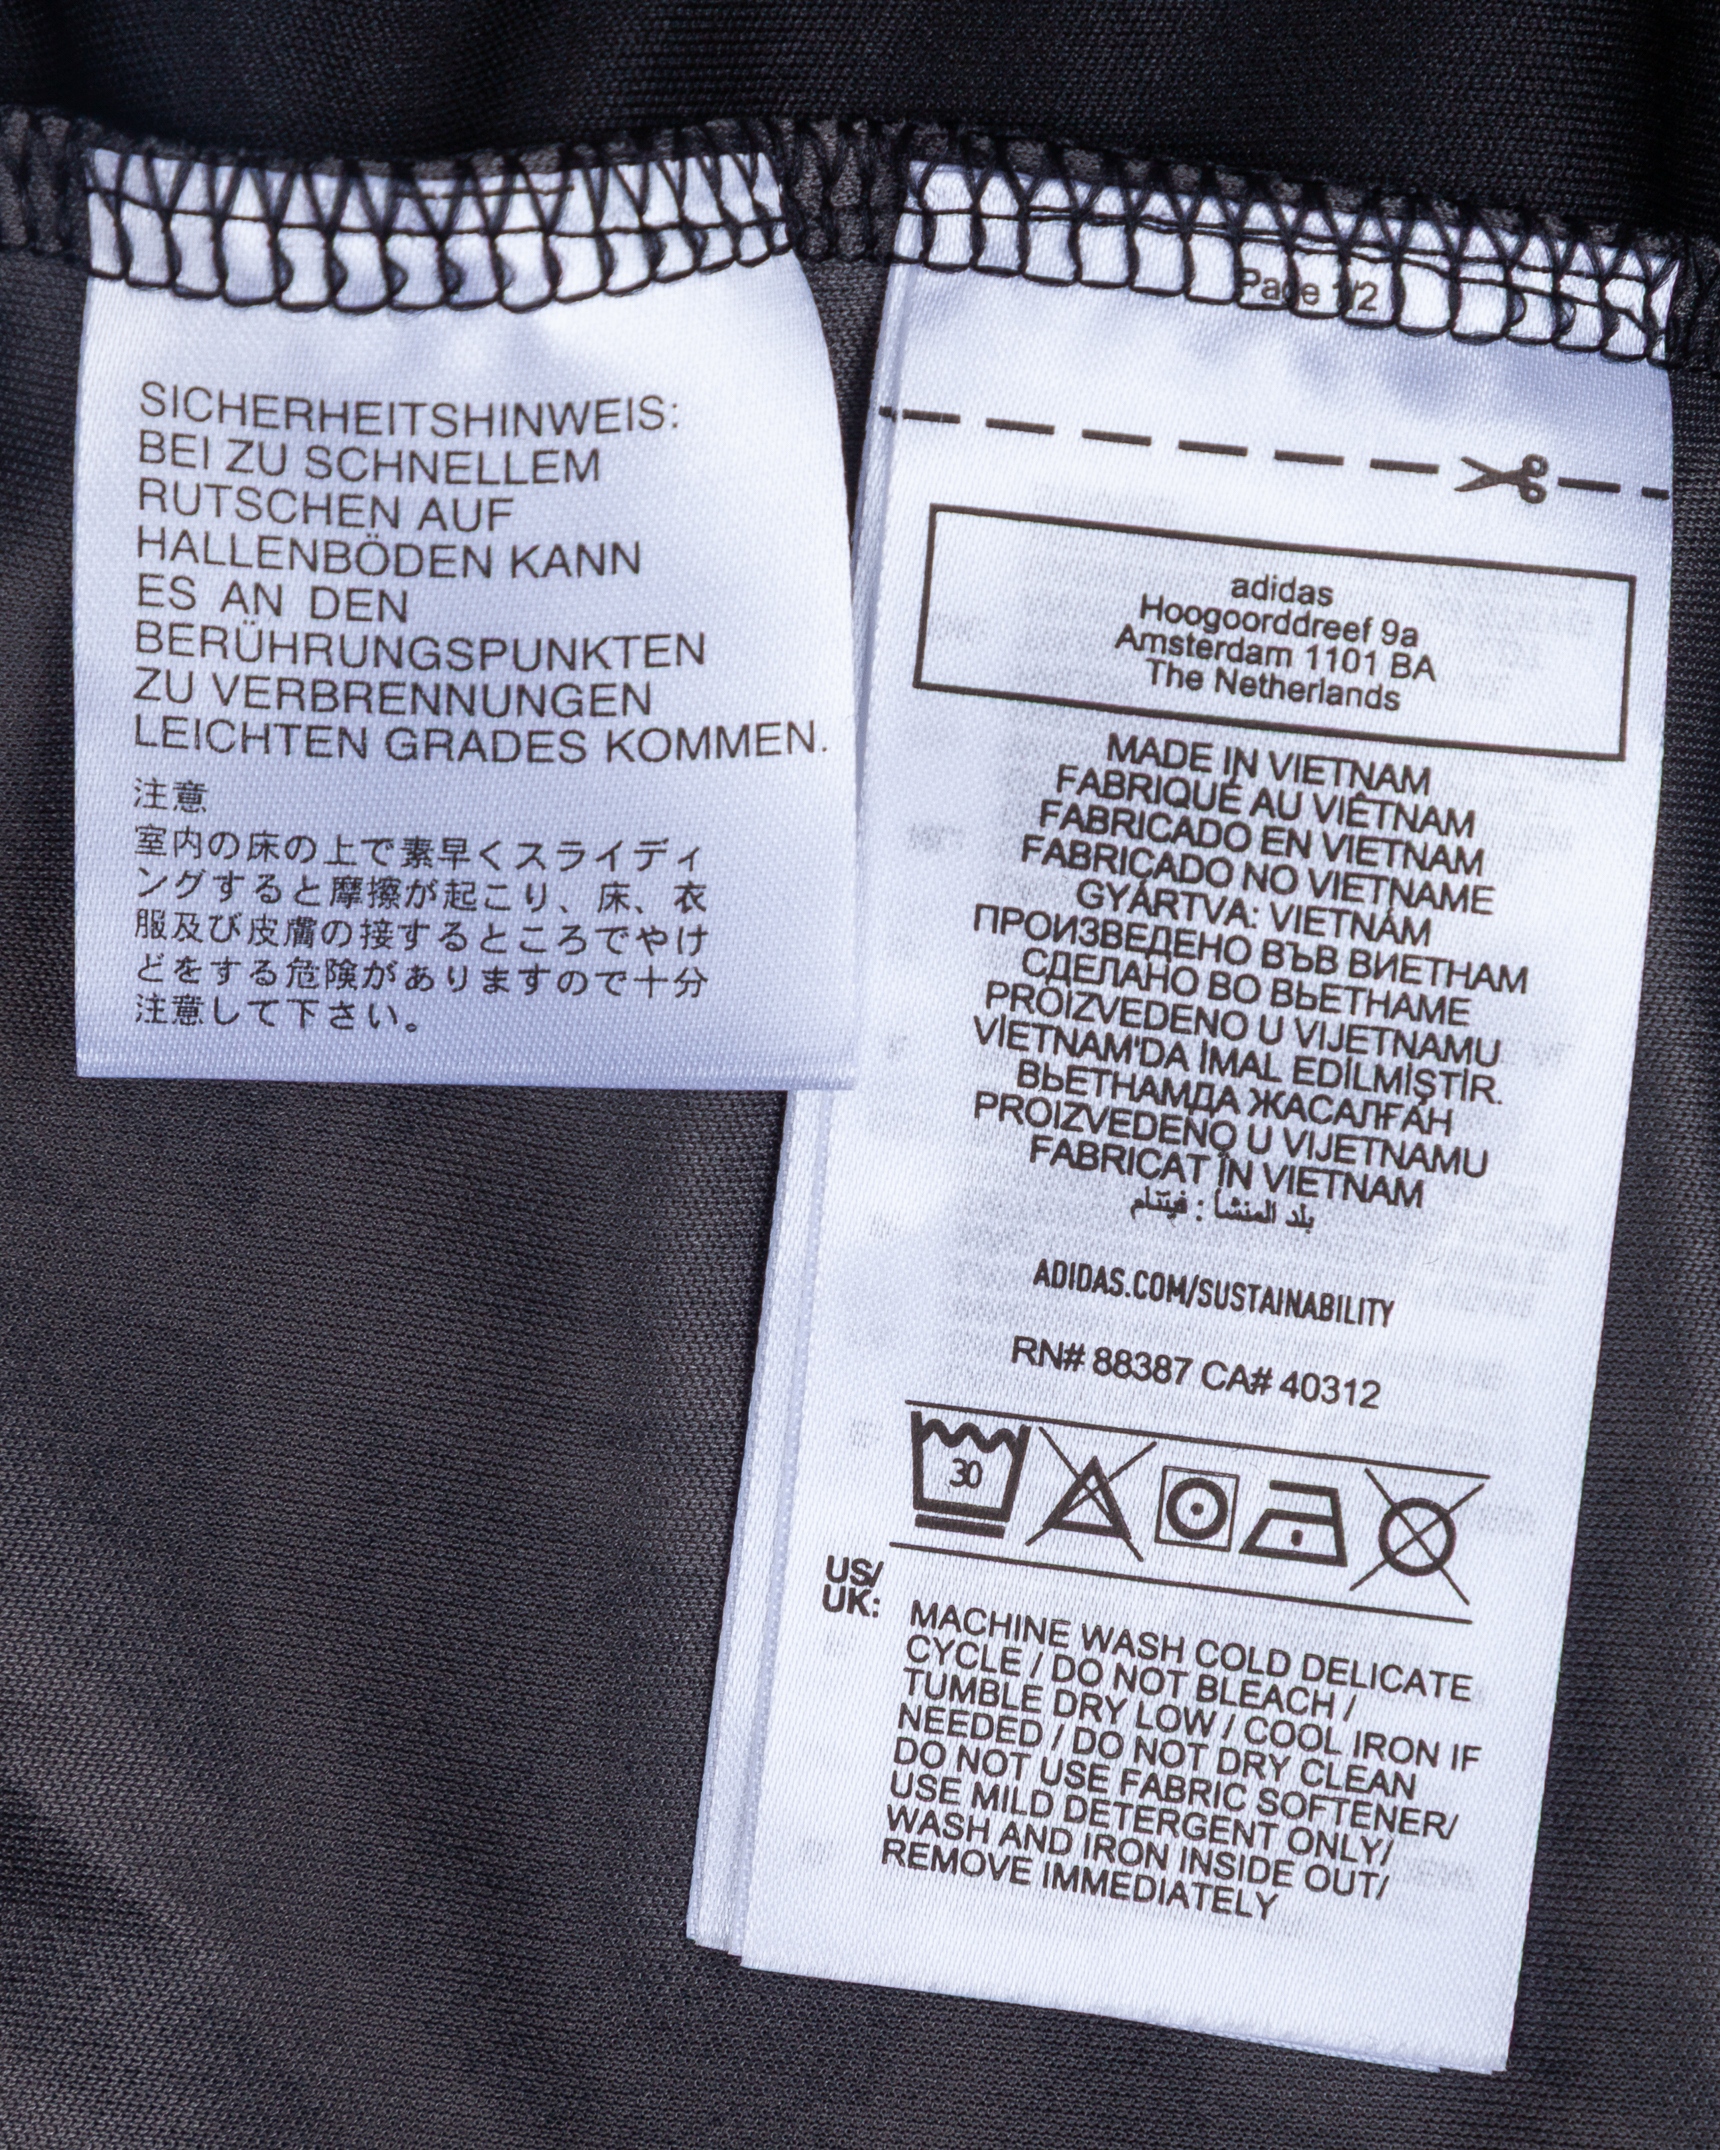 SICHERHEITSHINWEIS:
BEI ZU SCHNELLEM
RUTSCHEN AUF
HALLENBÖDEN KANN
ES AN DEN
BERÜHRUNGSPUNKTEN
ZU VERBRENNUNGEN
LEICHTEN GRADES KOMMEN.
注意
室内の床の上で素早くスライディ
ングすると摩擦が起こり、床、衣
服及び皮膚の接するところでやけ
どをする危険がありますので十分
注意して下さい。
Page 1/2
adidas
Hoogoorddreef 9a
Amsterdam 1101 BA
The Netherlands
MADE IN VIETNAM
FABRIQUÉ AU VIÊTNAM
FABRICADO EN VIETNAM
FABRICADO NO VIETNAME
GYÁRTVA: VIETNÁM
ПРОИЗВЕДЕНО ВЪВ ВИЕТНАМ
СДЕЛАНО ВО ВЬЕТНАМЕ
PROIZVEDENO U VIJETNAMU
VİETNAM'DA İMAL EDİLMİŞTİR.
ВЬЕТНАМДА ЖАСАЛҒАН
PROIZVEDENO U VIJETNAMU
FABRICAT ÎN VIETNAM
بلد المنشأ : فيتنام
ADIDAS.COM/SUSTAINABILITY
RN# 88387 CA# 40312
30
US/
UK:
MACHINE WASH COLD DELICATE
CYCLE / DO NOT BLEACH /
TUMBLE DRY LOW / COOL IRON IF
NEEDED / DO NOT DRY CLEAN
DO NOT USE FABRIC SOFTENER/
USE MILD DETERGENT ONLY/
WASH AND IRON INSIDE OUT/
REMOVE IMMEDIATELY